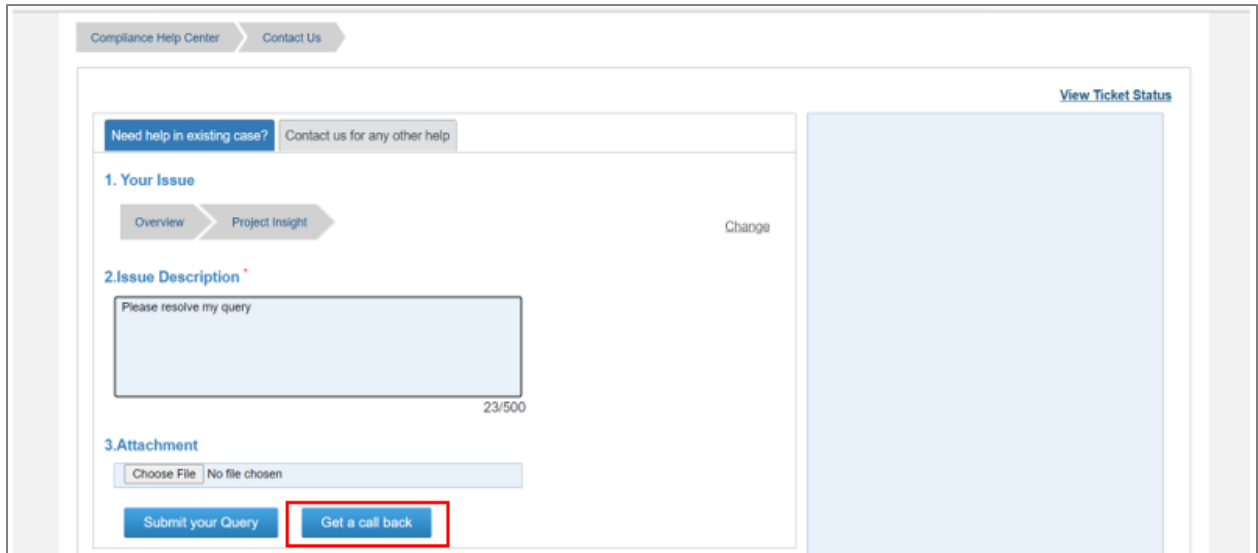 Compliance Help Center Contact Us
View Ticket Status
Need help in existing case? Contact us for any other help
1. Your Issue
Overview Project Insight Change
2.Issue Description *
Please resolve my query
23/500
3.Attachment
Choose File No file chosen
Submit your Query Get a call back